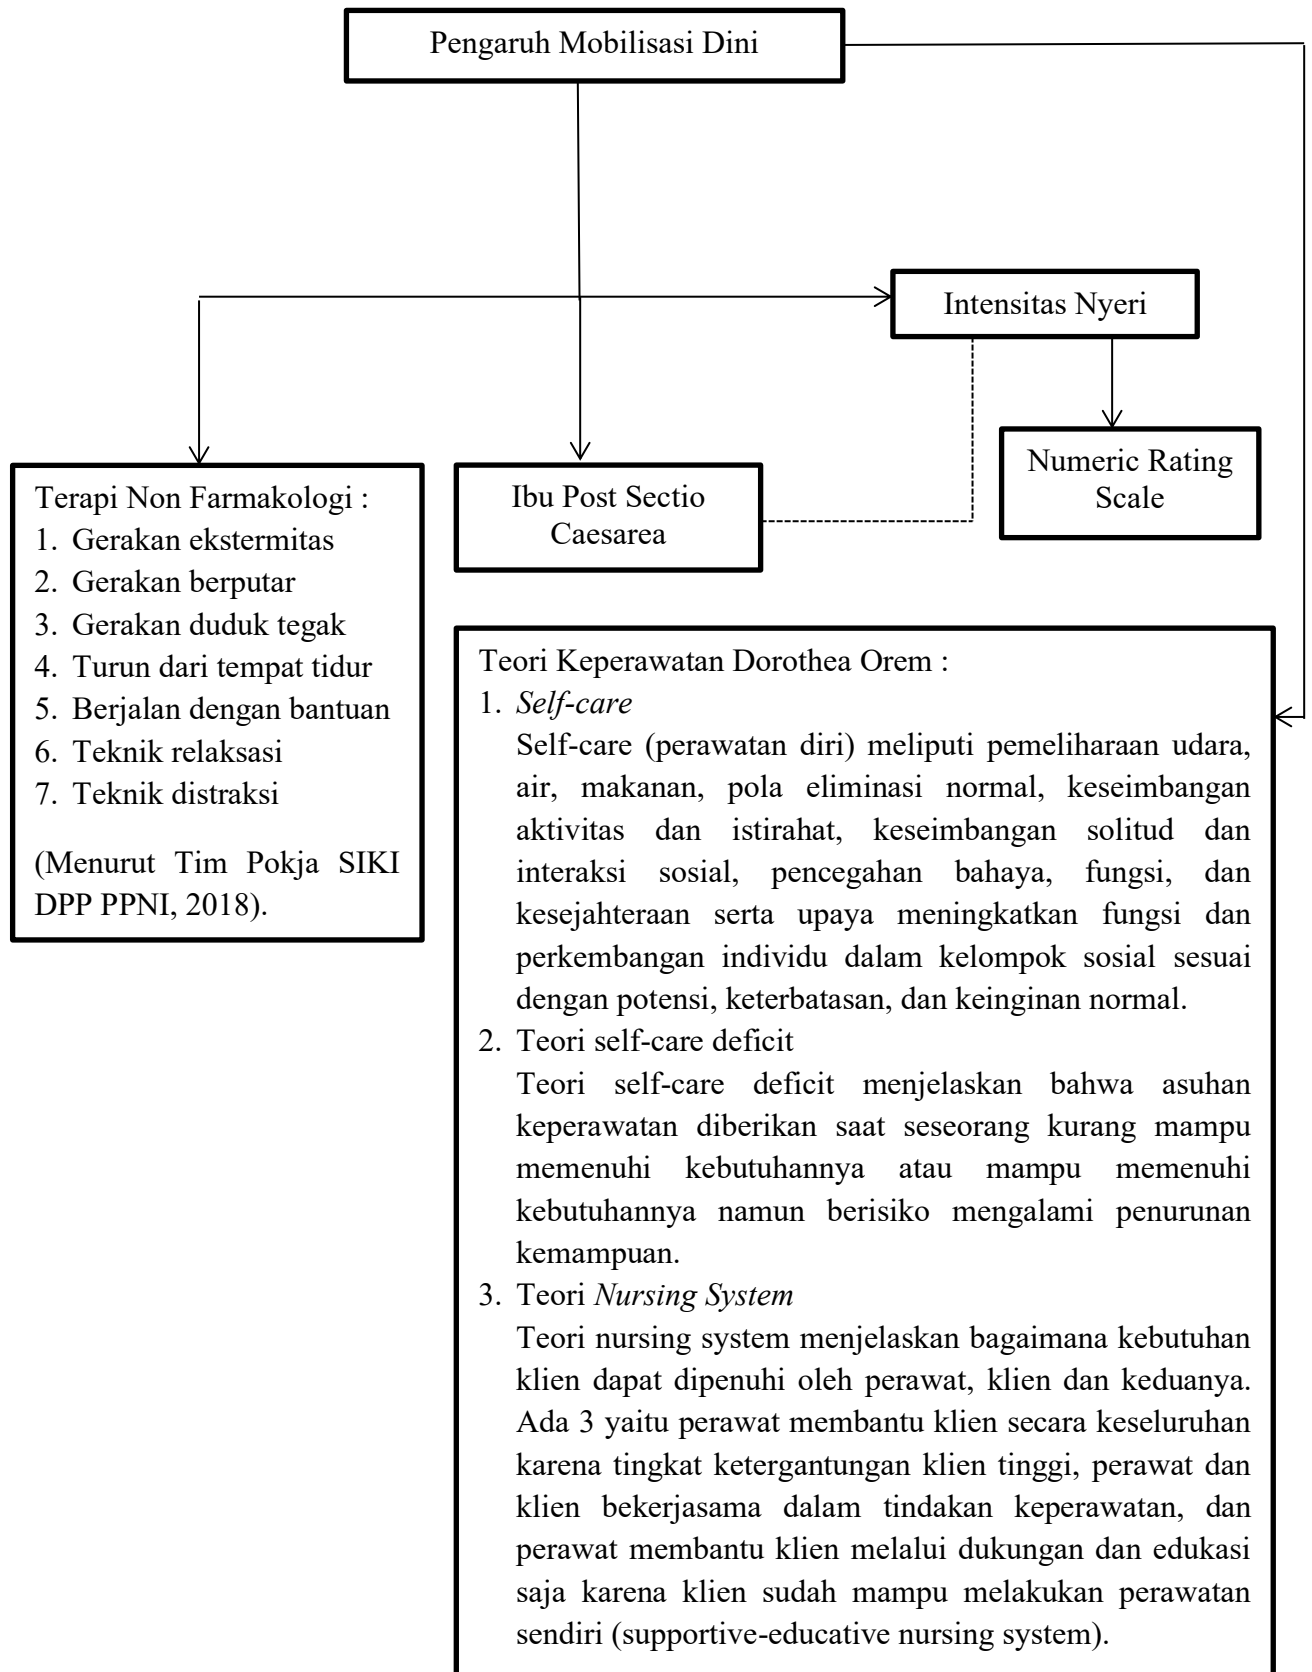 Pengaruh Mobilisasi Dini
Intensitas Nyeri
Numeric Rating
Scale
Terapi Non Farmakologi :
1. Gerakan ekstermitas
2. Gerakan berputar
3. Gerakan duduk tegak
4. Turun dari tempat tidur
5. Berjalan dengan bantuan
6. Teknik relaksasi
7. Teknik distraksi
(Menurut Tim Pokja SIKI
DPP PPNI, 2018).
Ibu Post Sectio
Caesarea
Teori Keperawatan Dorothea Orem :
1. Self-care
Self-care (perawatan diri) meliputi pemeliharaan udara,
air, makanan, pola eliminasi normal, keseimbangan
aktivitas dan istirahat, keseimbangan solitud dan
interaksi sosial, pencegahan bahaya, fungsi, dan
kesejahteraan serta upaya meningkatkan fungsi dan
perkembangan individu dalam kelompok sosial sesuai
dengan potensi, keterbatasan, dan keinginan normal.
2. Teori self-care deficit
Teori self-care deficit menjelaskan bahwa asuhan
keperawatan diberikan saat seseorang kurang mampu
memenuhi kebutuhannya atau mampu memenuhi
kebutuhannya namun berisiko mengalami penurunan
kemampuan.
3. Teori Nursing System
Teori nursing system menjelaskan bagaimana kebutuhan
klien dapat dipenuhi oleh perawat, klien dan keduanya.
Ada 3 yaitu perawat membantu klien secara keseluruhan
karena tingkat ketergantungan klien tinggi, perawat dan
klien bekerjasama dalam tindakan keperawatan, dan
perawat membantu klien melalui dukungan dan edukasi
saja karena klien sudah mampu melakukan perawatan
sendiri (supportive-educative nursing system).